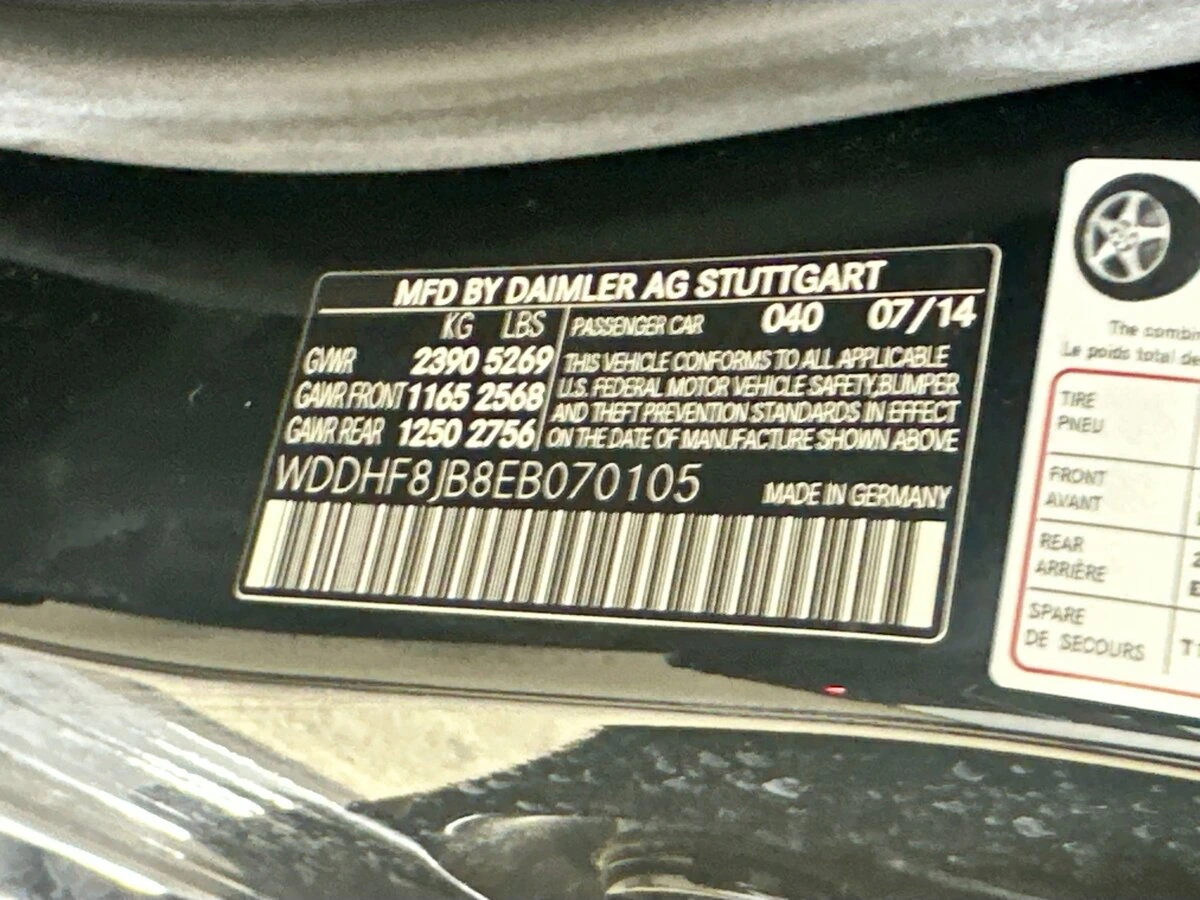 MFD BY DAIMLER AG STUTTGART
KG LBS
GVWR 2390 5269
GAWR FRONT 1165 2568
GAWR REAR 1250 2756
PASSENGER CAR 040 07/14
THIS VEHICLE CONFORMS TO ALL APPLICABLE
U.S. FEDERAL MOTOR VEHICLE SAFETY,BUMPER
AND THEFT PREVENTION STANDARDS IN EFFECT
ON THE DATE OF MANUFACTURE SHOWN ABOVE
WDDHF8JB8EB070105
MADE IN GERMANY
The combin
Le poids total de
TIRE
PNEU
FRONT
AVANT
REAR
ARRIÈRE
SPARE
DE SECOURS
T1